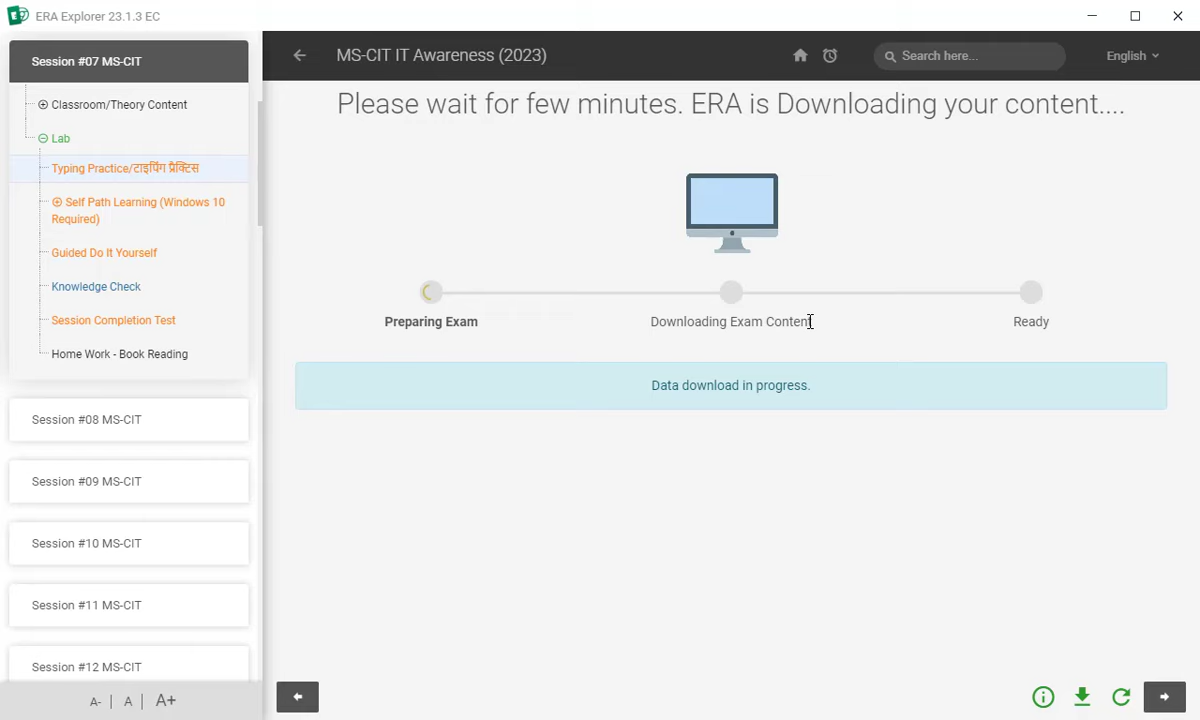 ERA Explorer 23.1.3 EC
Session #07 MS-CIT
MS-CIT IT Awareness (2023)
Search here...
English
Classroom/Theory Content
Lab
Typing Practice/टाइपिंग प्रैक्टिस
Self Path Learning (Windows 10
Required)
Guided Do It Yourself
Knowledge Check
Session Completion Test
Home Work - Book Reading
Session #08 MS-CIT
Session #09 MS-CIT
Session #10 MS-CIT
Session #11 MS-CIT
Session #12 MS-CIT
A- | A | A+
Please wait for few minutes. ERA is Downloading your content....
Preparing Exam
Downloading Exam Content
Ready
Data download in progress.